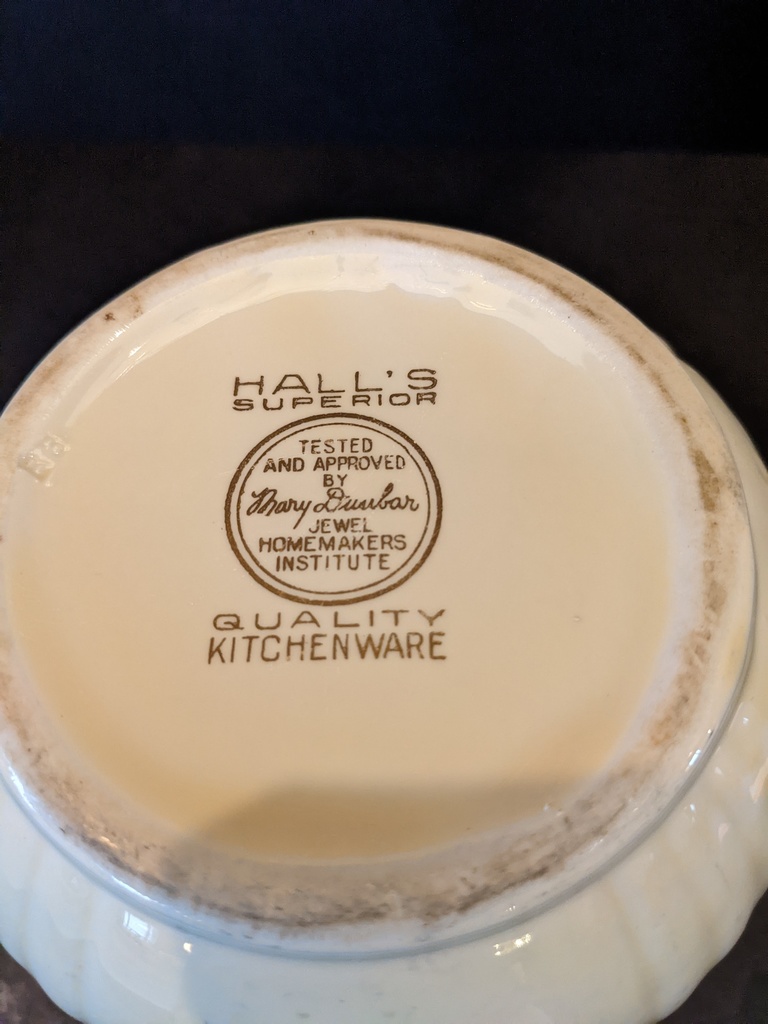 HALL'S
SUPERIOR
TESTED
AND APPROVED
BY
Mary Dunbar
JEWEL
HOMEMAKERS
INSTITUTE
QUALITY
KITCHENWARE